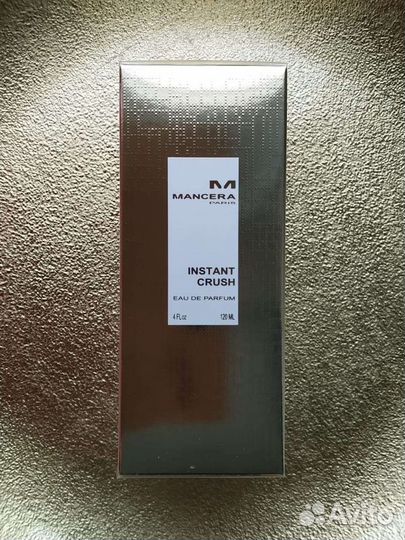 M
MANCERA
PARIS
INSTANT
CRUSH
EAU DE PARFUM
4 FL.oz 120 ML
Avito